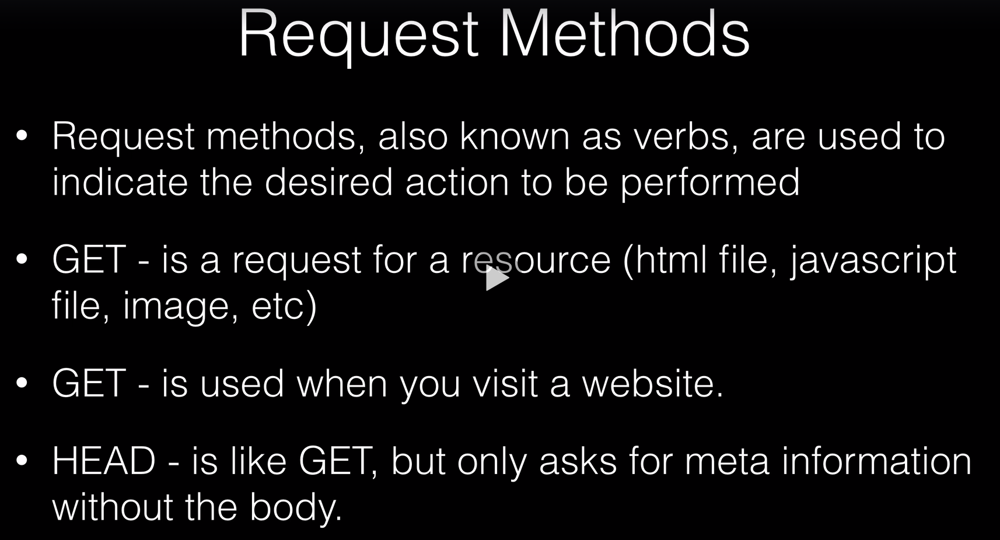 Request Methods
• Request methods, also known as verbs, are used to
indicate the desired action to be performed
• GET - is a request for a resource (html file, javascript
file, image, etc)
• GET - is used when you visit a website.
• HEAD - is like GET, but only asks for meta information
without the body.